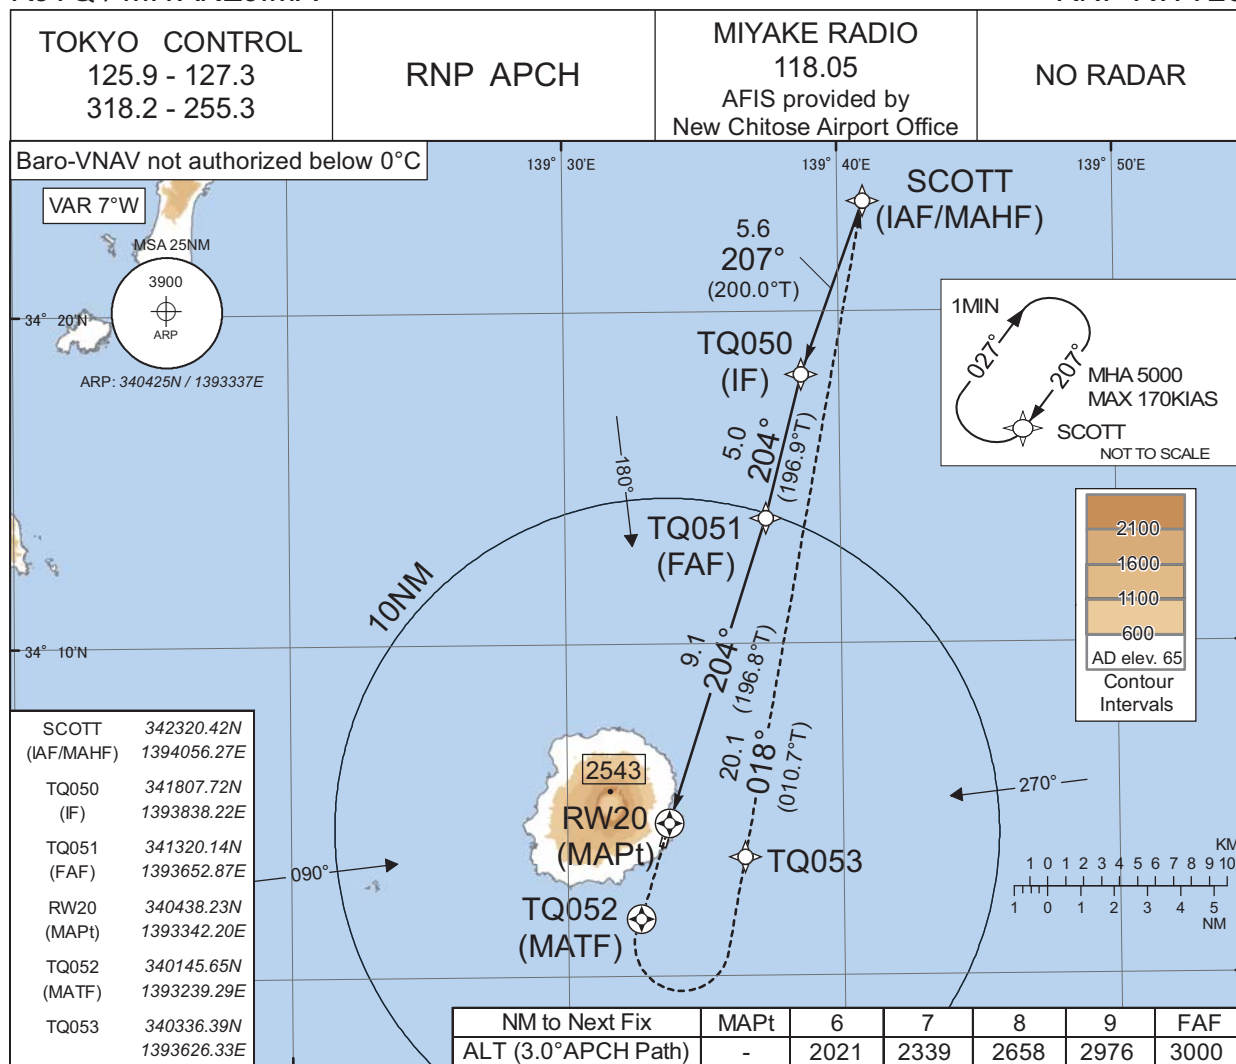 TOKYO CONTROL
125.9 - 127.3
318.2 - 255.3
RNP APCH
MIYAKE RADIO
118.05
AFIS provided by
New Chitose Airport Office
NO RADAR
Baro-VNAV not authorized below 0°C
VAR 7°W
MSA 25NM
3900
ARP
ARP: 340425N / 1393337E
139° 30'E
139° 40'E
139° 50'E
34° 20'N
34° 10'N
SCOTT
(IAF/MAHF)
5.6
207°
(200.0°T)
TQ050
(IF)
5.0
204°
(196.9°T)
TQ051
(FAF)
9.1
204°
(196.8°T)
20.1
018°
(010.7°T)
1MIN
027°
207°
MHA 5000
MAX 170KIAS
SCOTT
NOT TO SCALE
2100
1600
1100
600
AD elev. 65
Contour
Intervals
180°
10NM
270°
090°
2543
RW20
(MAPt)
TQ053
TQ052
(MATF)
KM
1 0 1 2 3 4 5 6 7 8 9 10
1 0 1 2 3 4 5
NM
SCOTT 342320.42N
(IAF/MAHF) 1394056.27E
TQ050 341807.72N
(IF) 1393838.22E
TQ051 341320.14N
(FAF) 1393652.87E
RW20 340438.23N
(MAPt) 1393342.20E
TQ052 340145.65N
(MATF) 1393239.29E
TQ053 340336.39N
1393626.33E
NM to Next Fix MAPt 6 7 8 9 FAF
ALT (3.0°APCH Path) - 2021 2339 2658 2976 3000